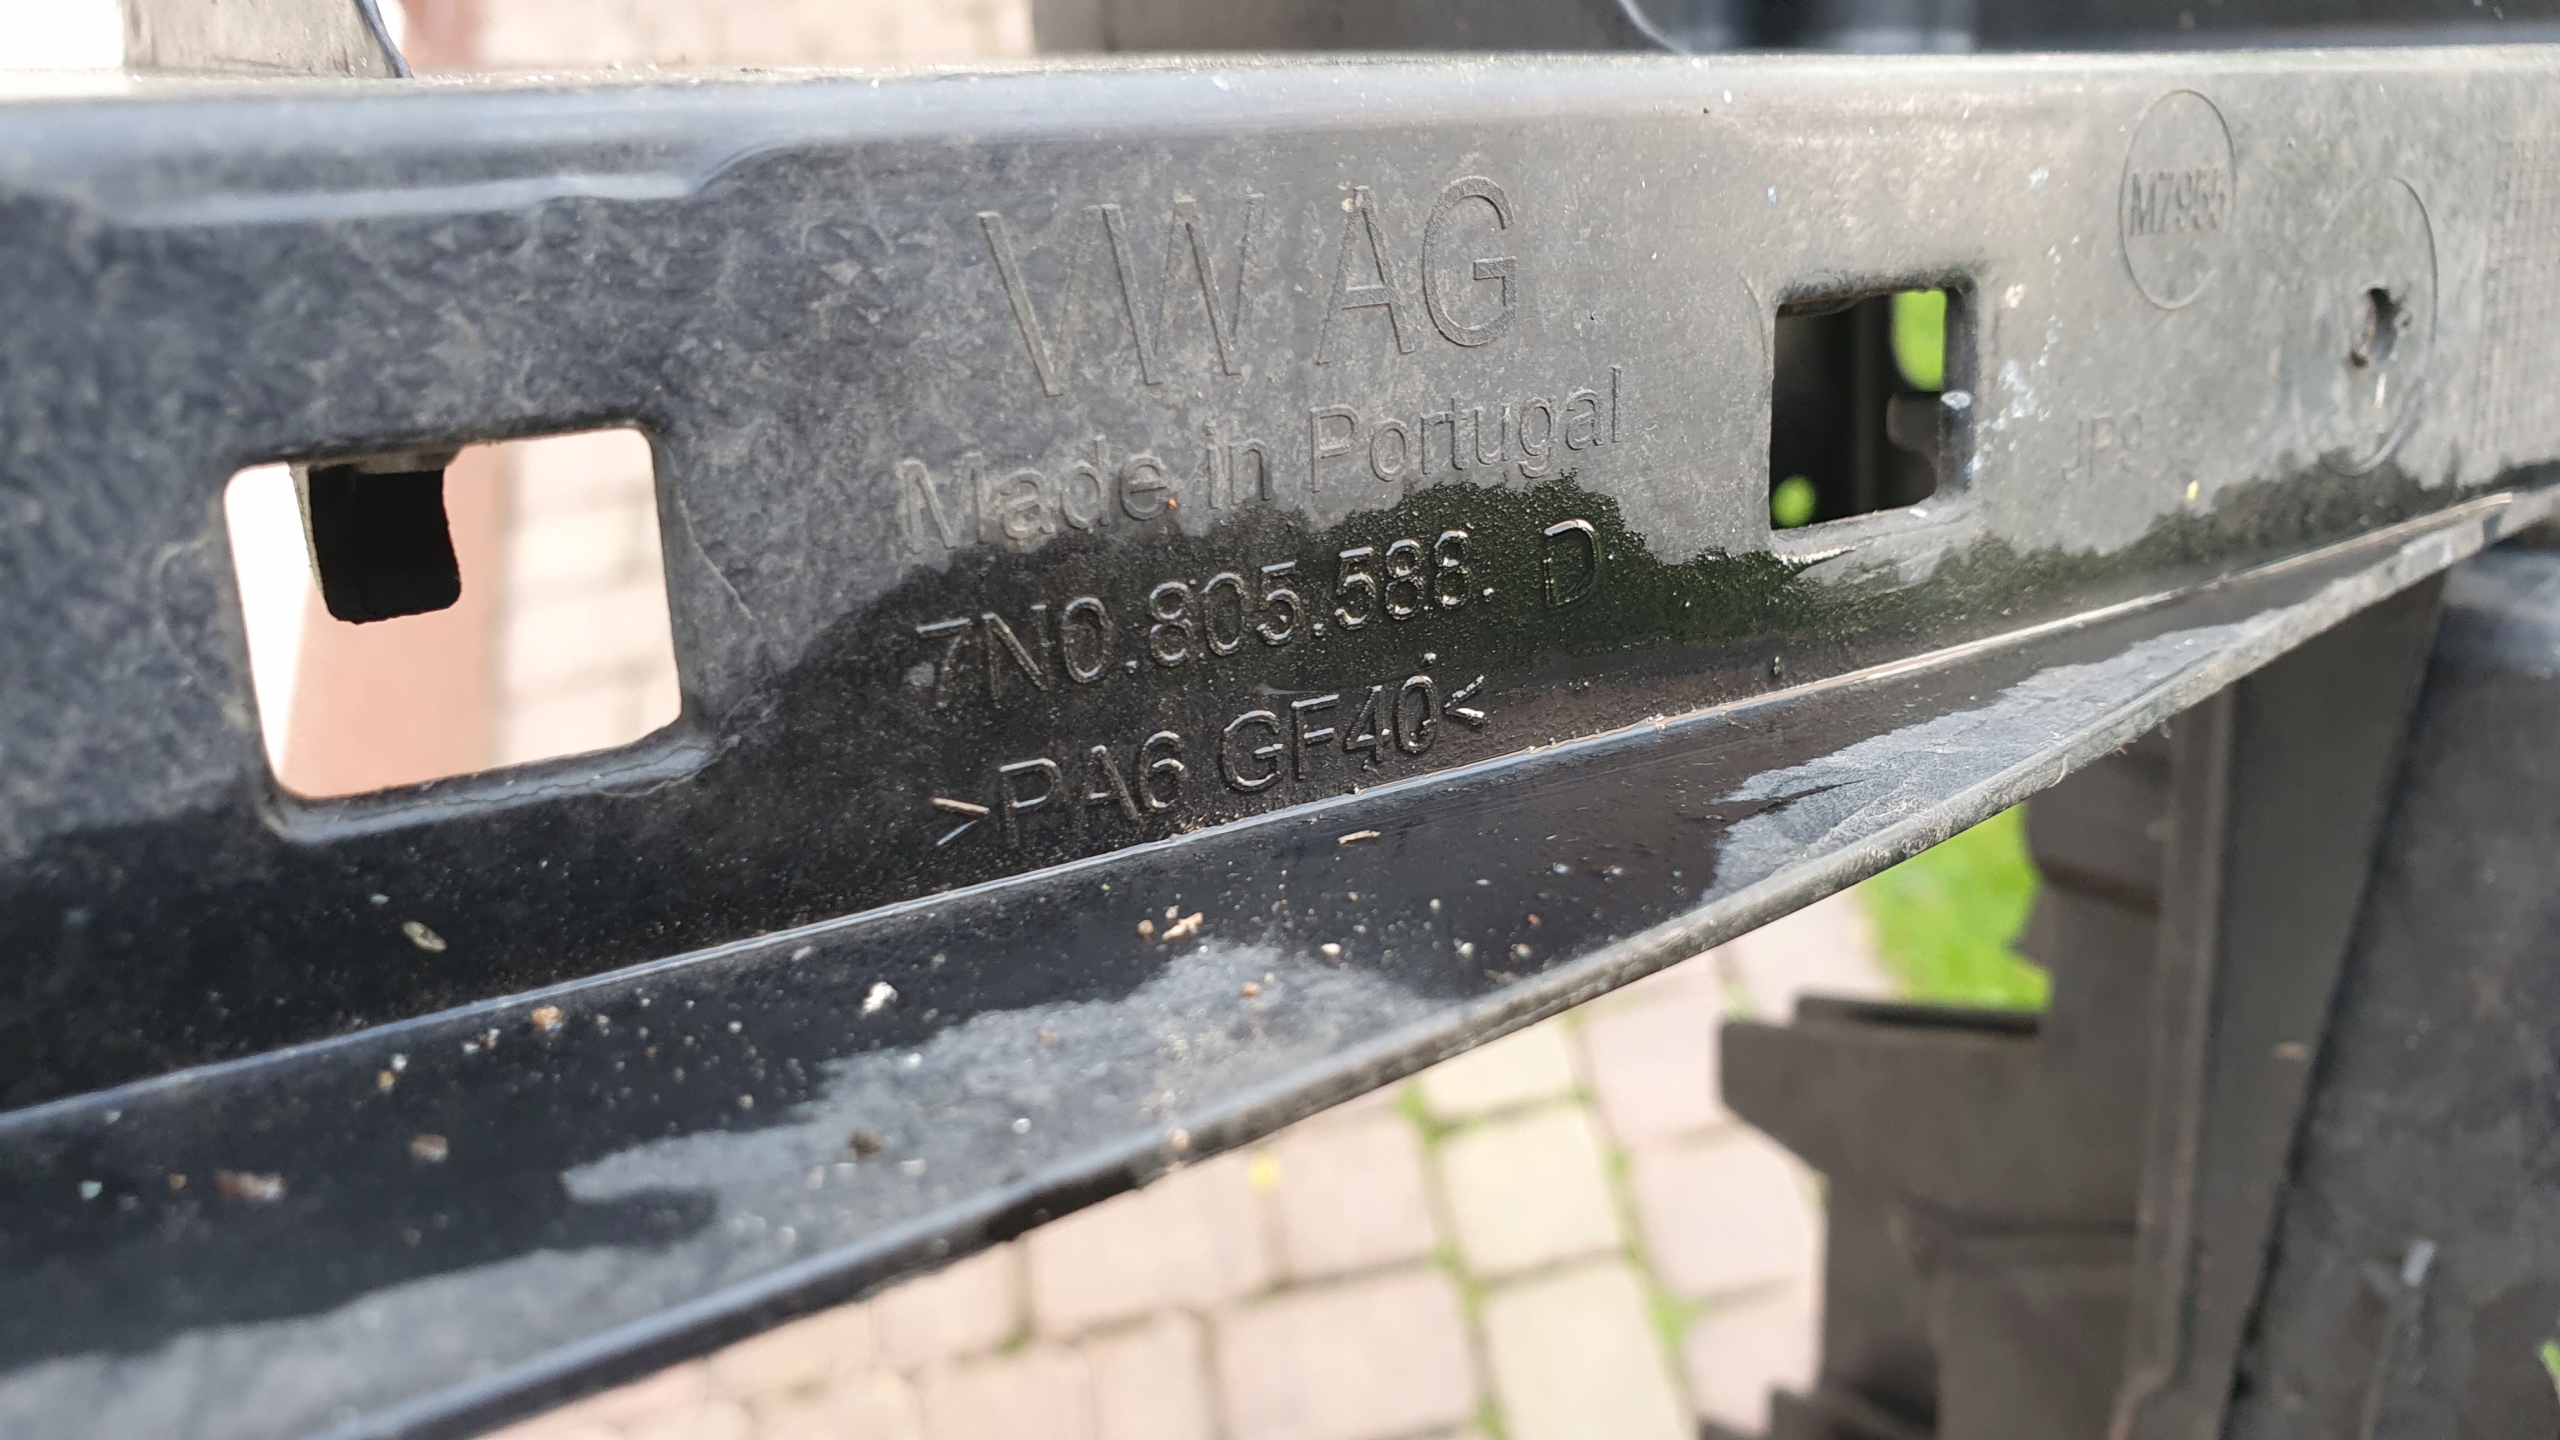 VW AG
Made in Portugal
7N0.805.588. D
>PA6 GF40<
M7955